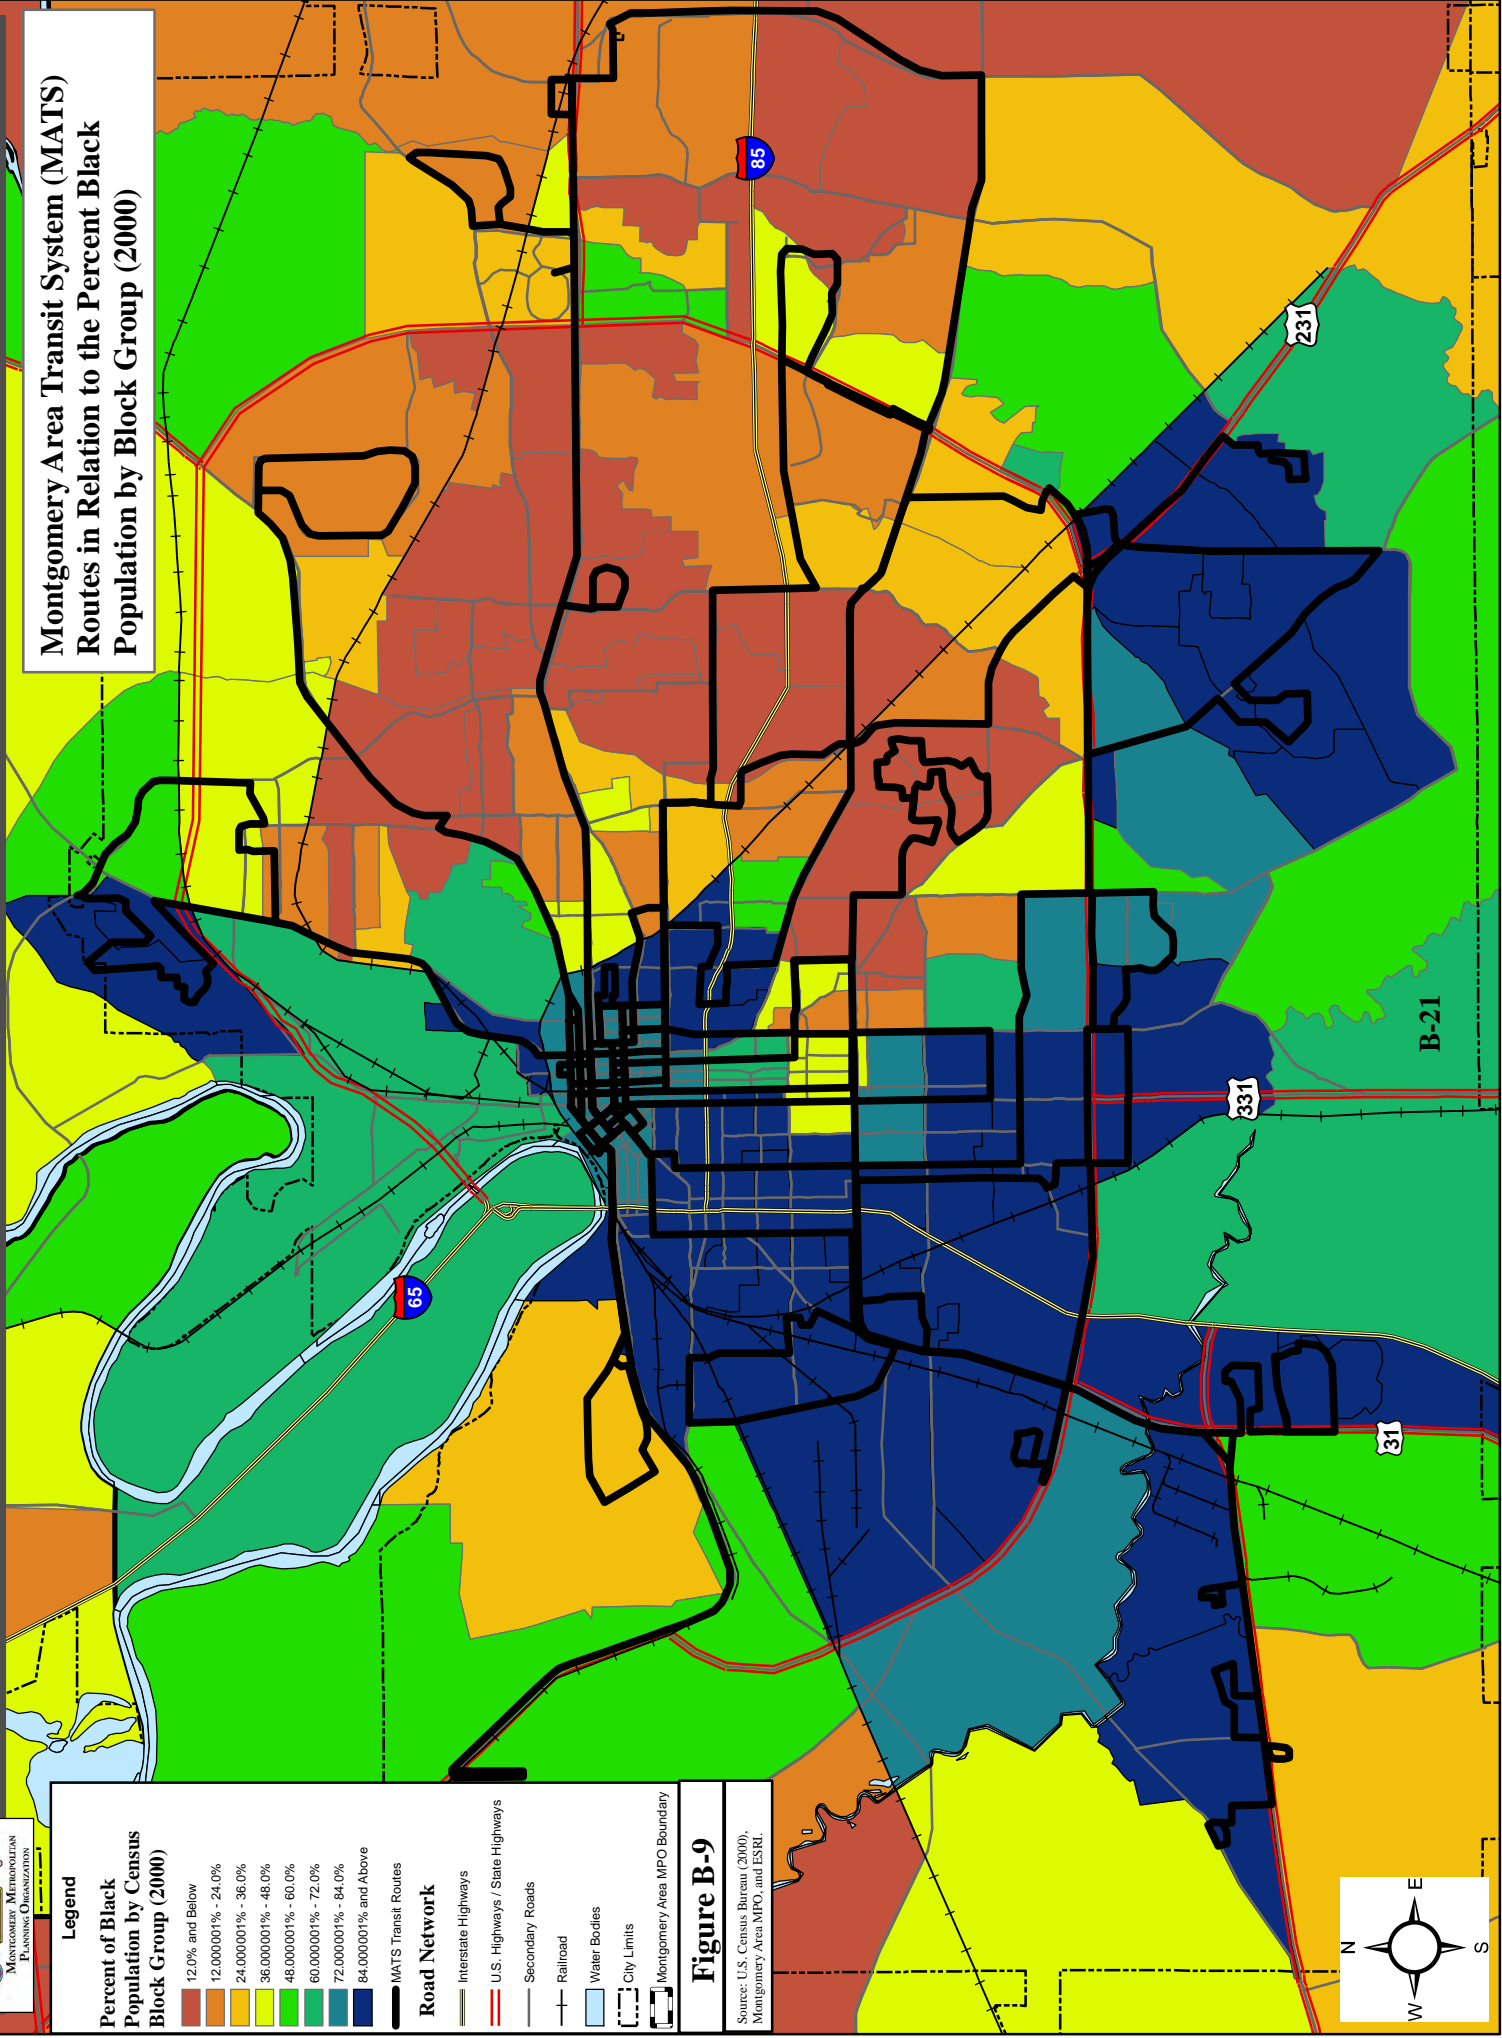 Montgomery Area Transit System (MATS)
Routes in Relation to the Percent Black
Population by Block Group (2000)
MONTGOMERY METROPOLITAN
PLANNING ORGANIZATION
Legend
Percent of Black
Population by Census
Block Group (2000)
12.0% and Below
12.000001% - 24.0%
24.000001% - 36.0%
36.000001% - 48.0%
48.000001% - 60.0%
60.000001% - 72.0%
72.000001% - 84.0%
84.000001% and Above
MATS Transit Routes
Road Network
Interstate Highways
U.S. Highways / State Highways
Secondary Roads
Railroad
Water Bodies
City Limits
Montgomery Area MPO Boundary
Figure B-9
Source: U.S. Census Bureau (2000),
Montgomery Area MPO, and ESRI.
85
65
231
331
31
B-21
N
E
S
W